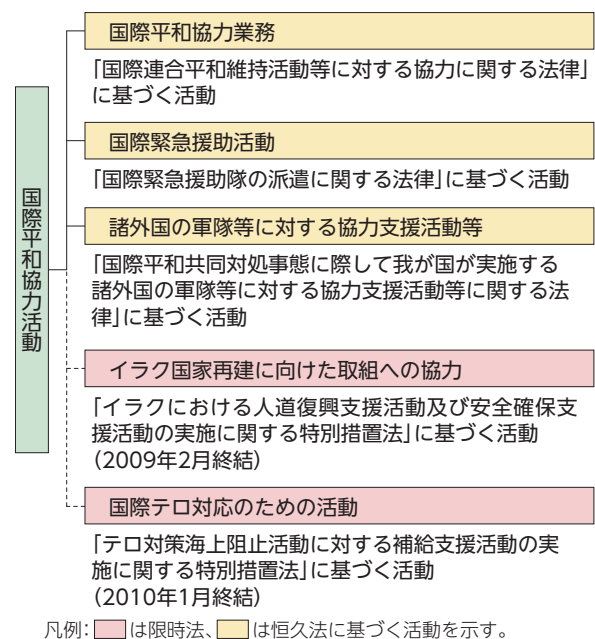 国際平和協力活動
国際平和協力業務
「国際連合平和維持活動等に対する協力に関する法律」
に基づく活動
国際緊急援助活動
「国際緊急援助隊の派遣に関する法律」に基づく活動
諸外国の軍隊等に対する協力支援活動等
「国際平和共同対処事態に際して我が国が実施する
諸外国の軍隊等に対する協力支援活動等に関する法
律」に基づく活動
イラク国家再建に向けた取組への協力
「イラクにおける人道復興支援活動及び安全確保支
援活動の実施に関する特別措置法」に基づく活動
（2009年2月終結）
国際テロ対応のための活動
「テロ対策海上阻止活動に対する補給支援活動の実
施に関する特別措置法」に基づく活動
（2010年1月終結）
凡例：は限時法、は恒久法に基づく活動を示す。